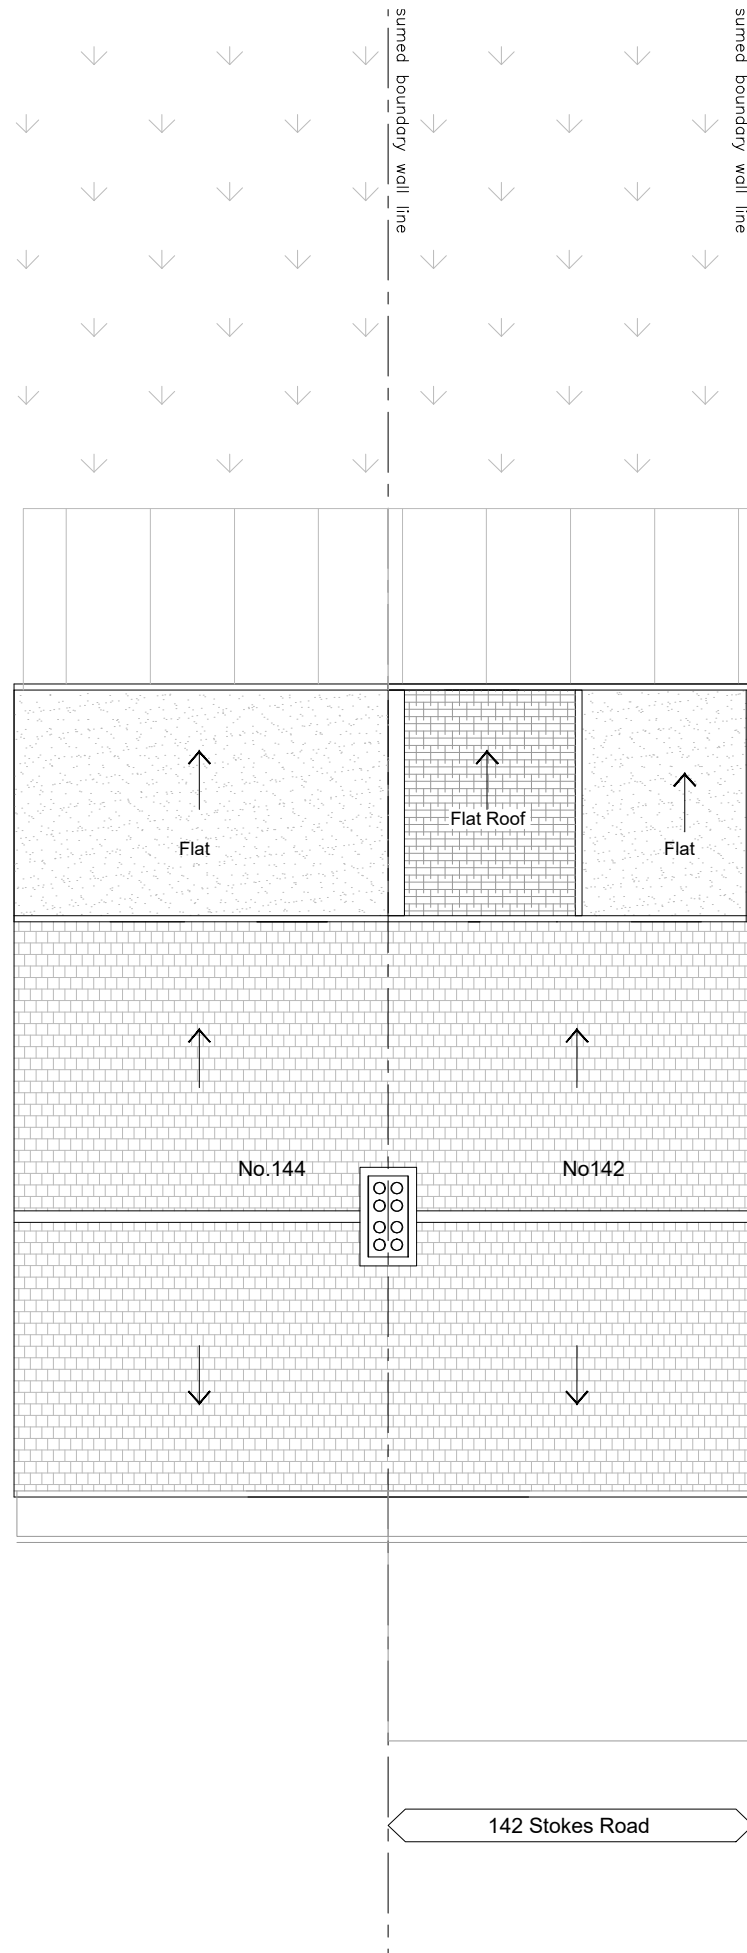 sumed boundary wall line
sumed boundary wall line
Flat Roof
Flat
Flat
No.144
No142
142 Stokes Road